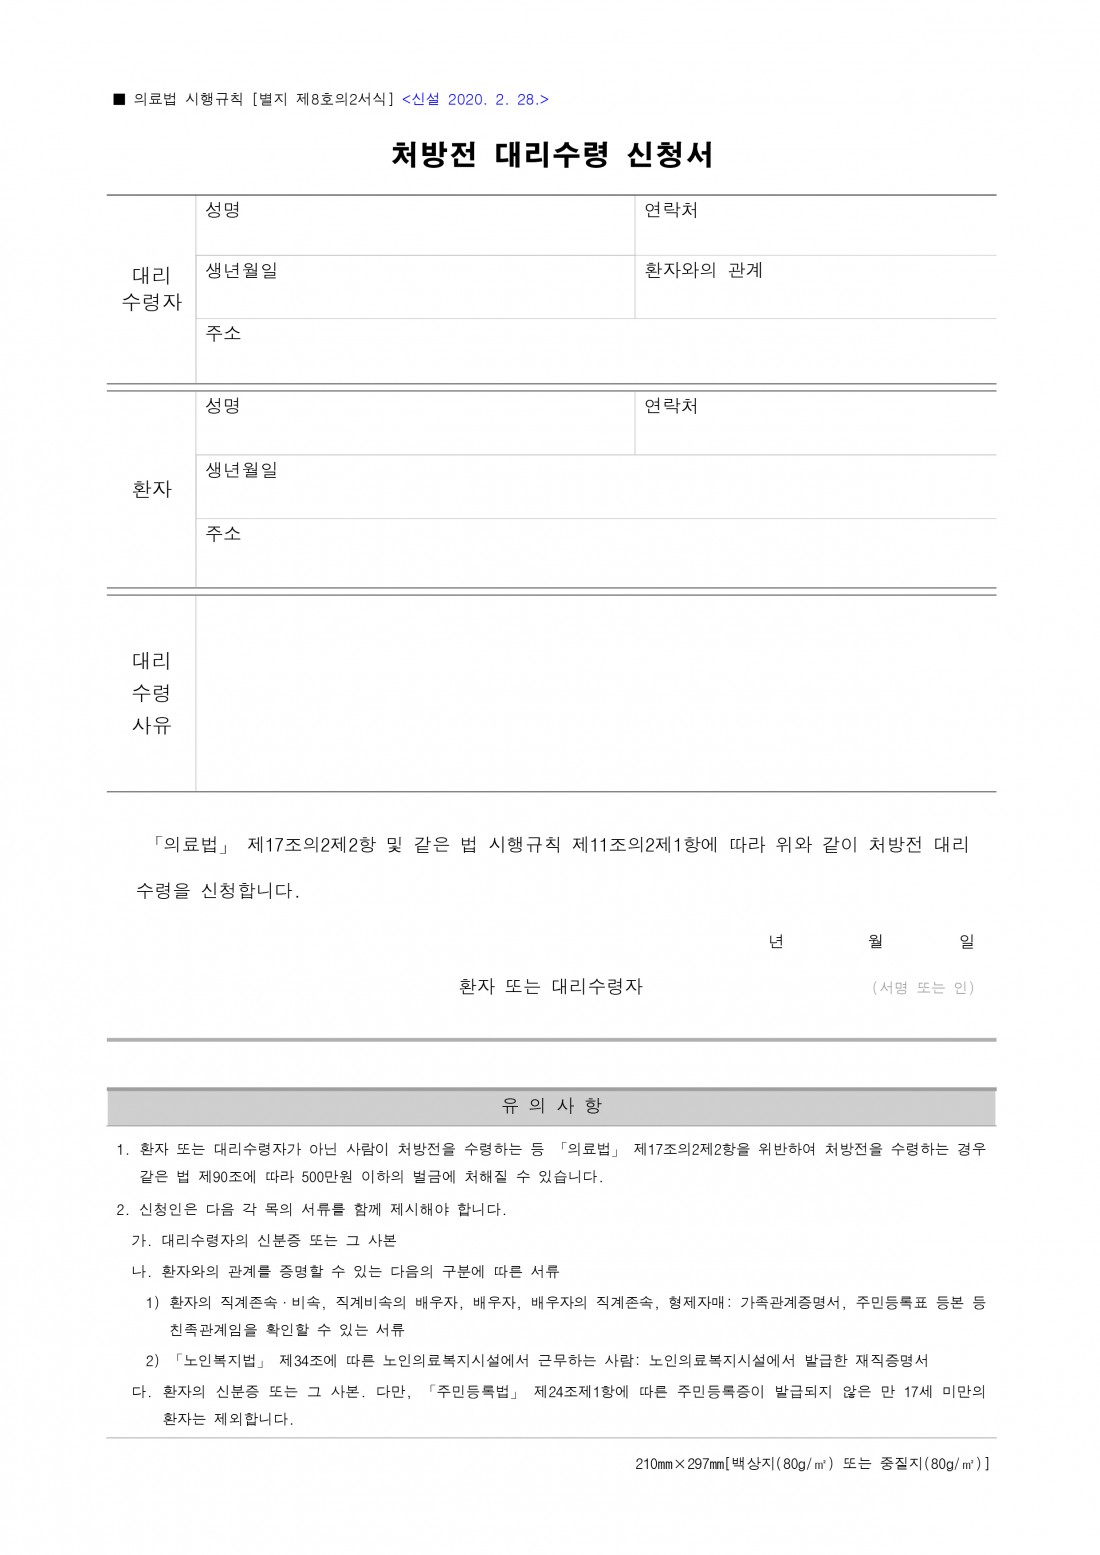 ■ 의료법 시행규칙 [별지 제8호의2서식] <신설 2020. 2. 28.>
처방전 대리수령 신청서
대리
수령자
성명
연락처
생년월일
환자와의 관계
주소
환자
성명
연락처
생년월일
주소
대리
수령
사유
「의료법」 제17조의2제2항 및 같은 법 시행규칙 제11조의2제1항에 따라 위와 같이 처방전 대리
수령을 신청합니다.
년 월 일
환자 또는 대리수령자 (서명 또는 인)
유 의 사 항
1. 환자 또는 대리수령자가 아닌 사람이 처방전을 수령하는 등 「의료법」 제17조의2제2항을 위반하여 처방전을 수령하는 경우
같은 법 제90조에 따라 500만원 이하의 벌금에 처해질 수 있습니다.
2. 신청인은 다음 각 목의 서류를 함께 제시해야 합니다.
가. 대리수령자의 신분증 또는 그 사본
나. 환자와의 관계를 증명할 수 있는 다음의 구분에 따른 서류
1) 환자의 직계존속ㆍ비속, 직계비속의 배우자, 배우자, 배우자의 직계존속, 형제자매: 가족관계증명서, 주민등록표 등본 등
친족관계임을 확인할 수 있는 서류
2) 「노인복지법」 제34조에 따른 노인의료복지시설에서 근무하는 사람: 노인의료복지시설에서 발급한 재직증명서
다. 환자의 신분증 또는 그 사본. 다만, 「주민등록법」 제24조제1항에 따른 주민등록증이 발급되지 않은 만 17세 미만의
환자는 제외합니다.
210㎜×297㎜[백상지(80g/㎡) 또는 중질지(80g/㎡)]